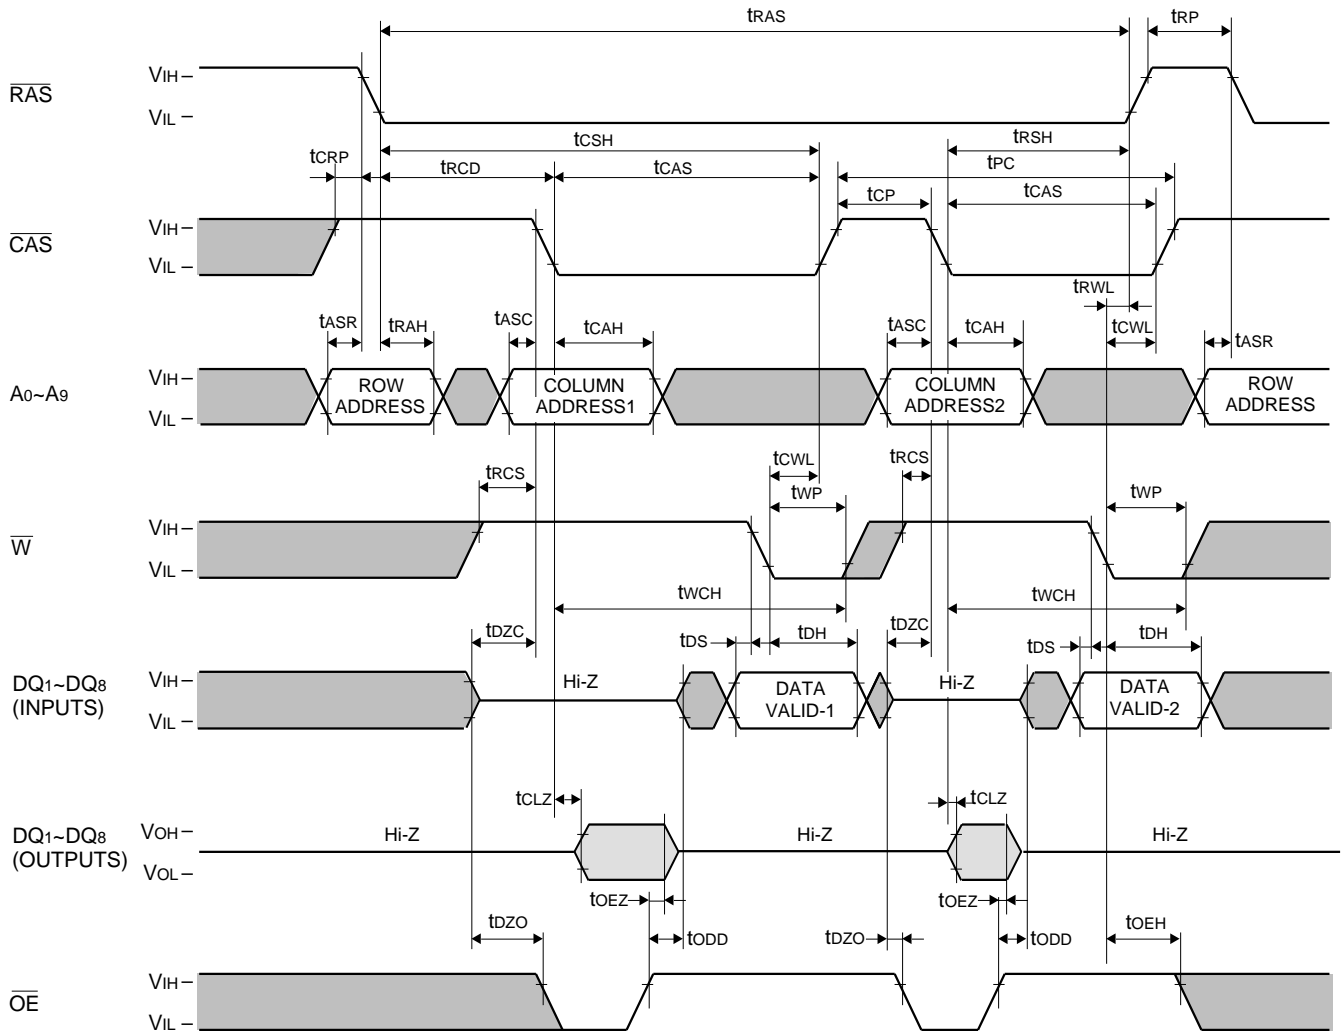 tRAS
tRP
RAS
VIH
VIL
tCSH
tRSH
tCRP
tRCD
tCAS
tPC
tCP
tCAS
CAS
VIH
VIL
tRWL
tASR
tRAH
tASC
tCAH
tASC
tCAH
tCWL
tASR
A0~A9
VIH
VIL
ROW
ADDRESS
COLUMN
ADDRESS1
COLUMN
ADDRESS2
ROW
ADDRESS
tRCS
tCWL
tRCS
tWP
tWP
W
VIH
VIL
tWCH
tWCH
tDZC
tDS
tDH
tDZC
tDS
tDH
DQ1~DQ8
(INPUTS)
VIH
VIL
Hi-Z
DATA
VALID-1
Hi-Z
DATA
VALID-2
tCLZ
tCLZ
DQ1~DQ8
(OUTPUTS)
VOH
VOL
Hi-Z
Hi-Z
Hi-Z
tOEZ
tOEZ
tDZO
tODD
tDZO
tODD
tOEH
OE
VIH
VIL